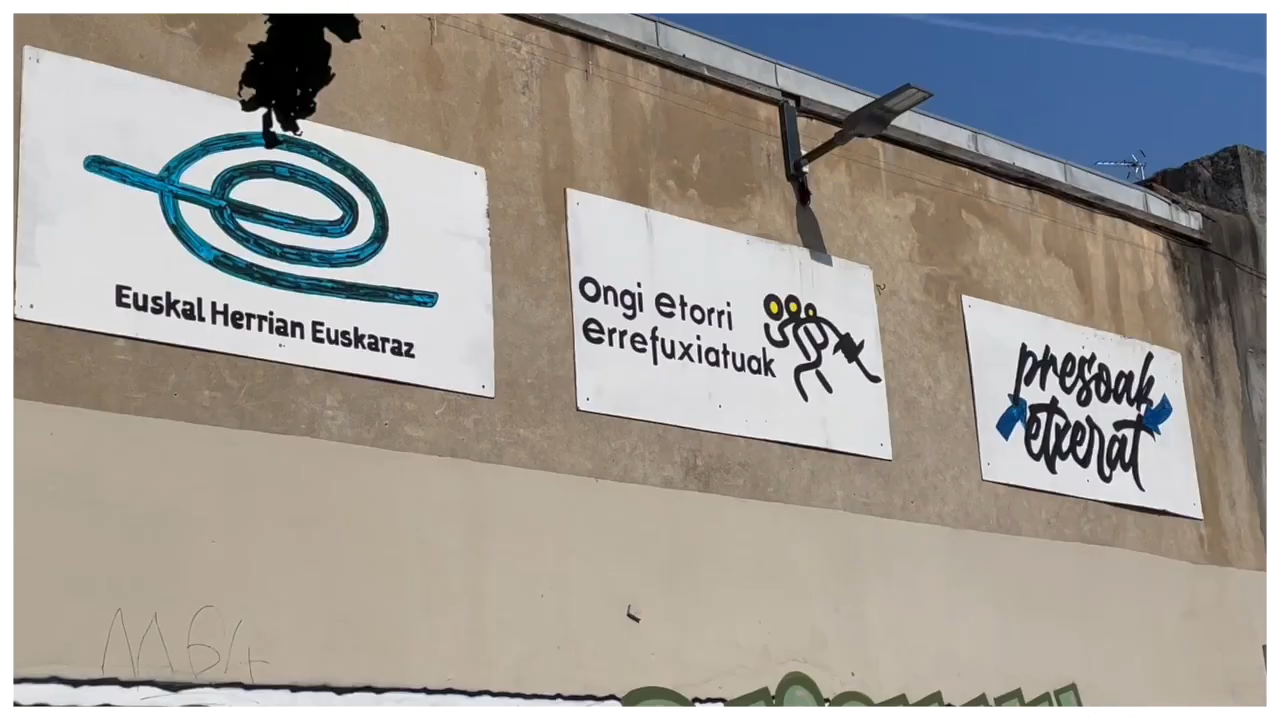 Euskal Herrian Euskaraz
ongi etorri
errefuxiatuak
presoak
etxerat